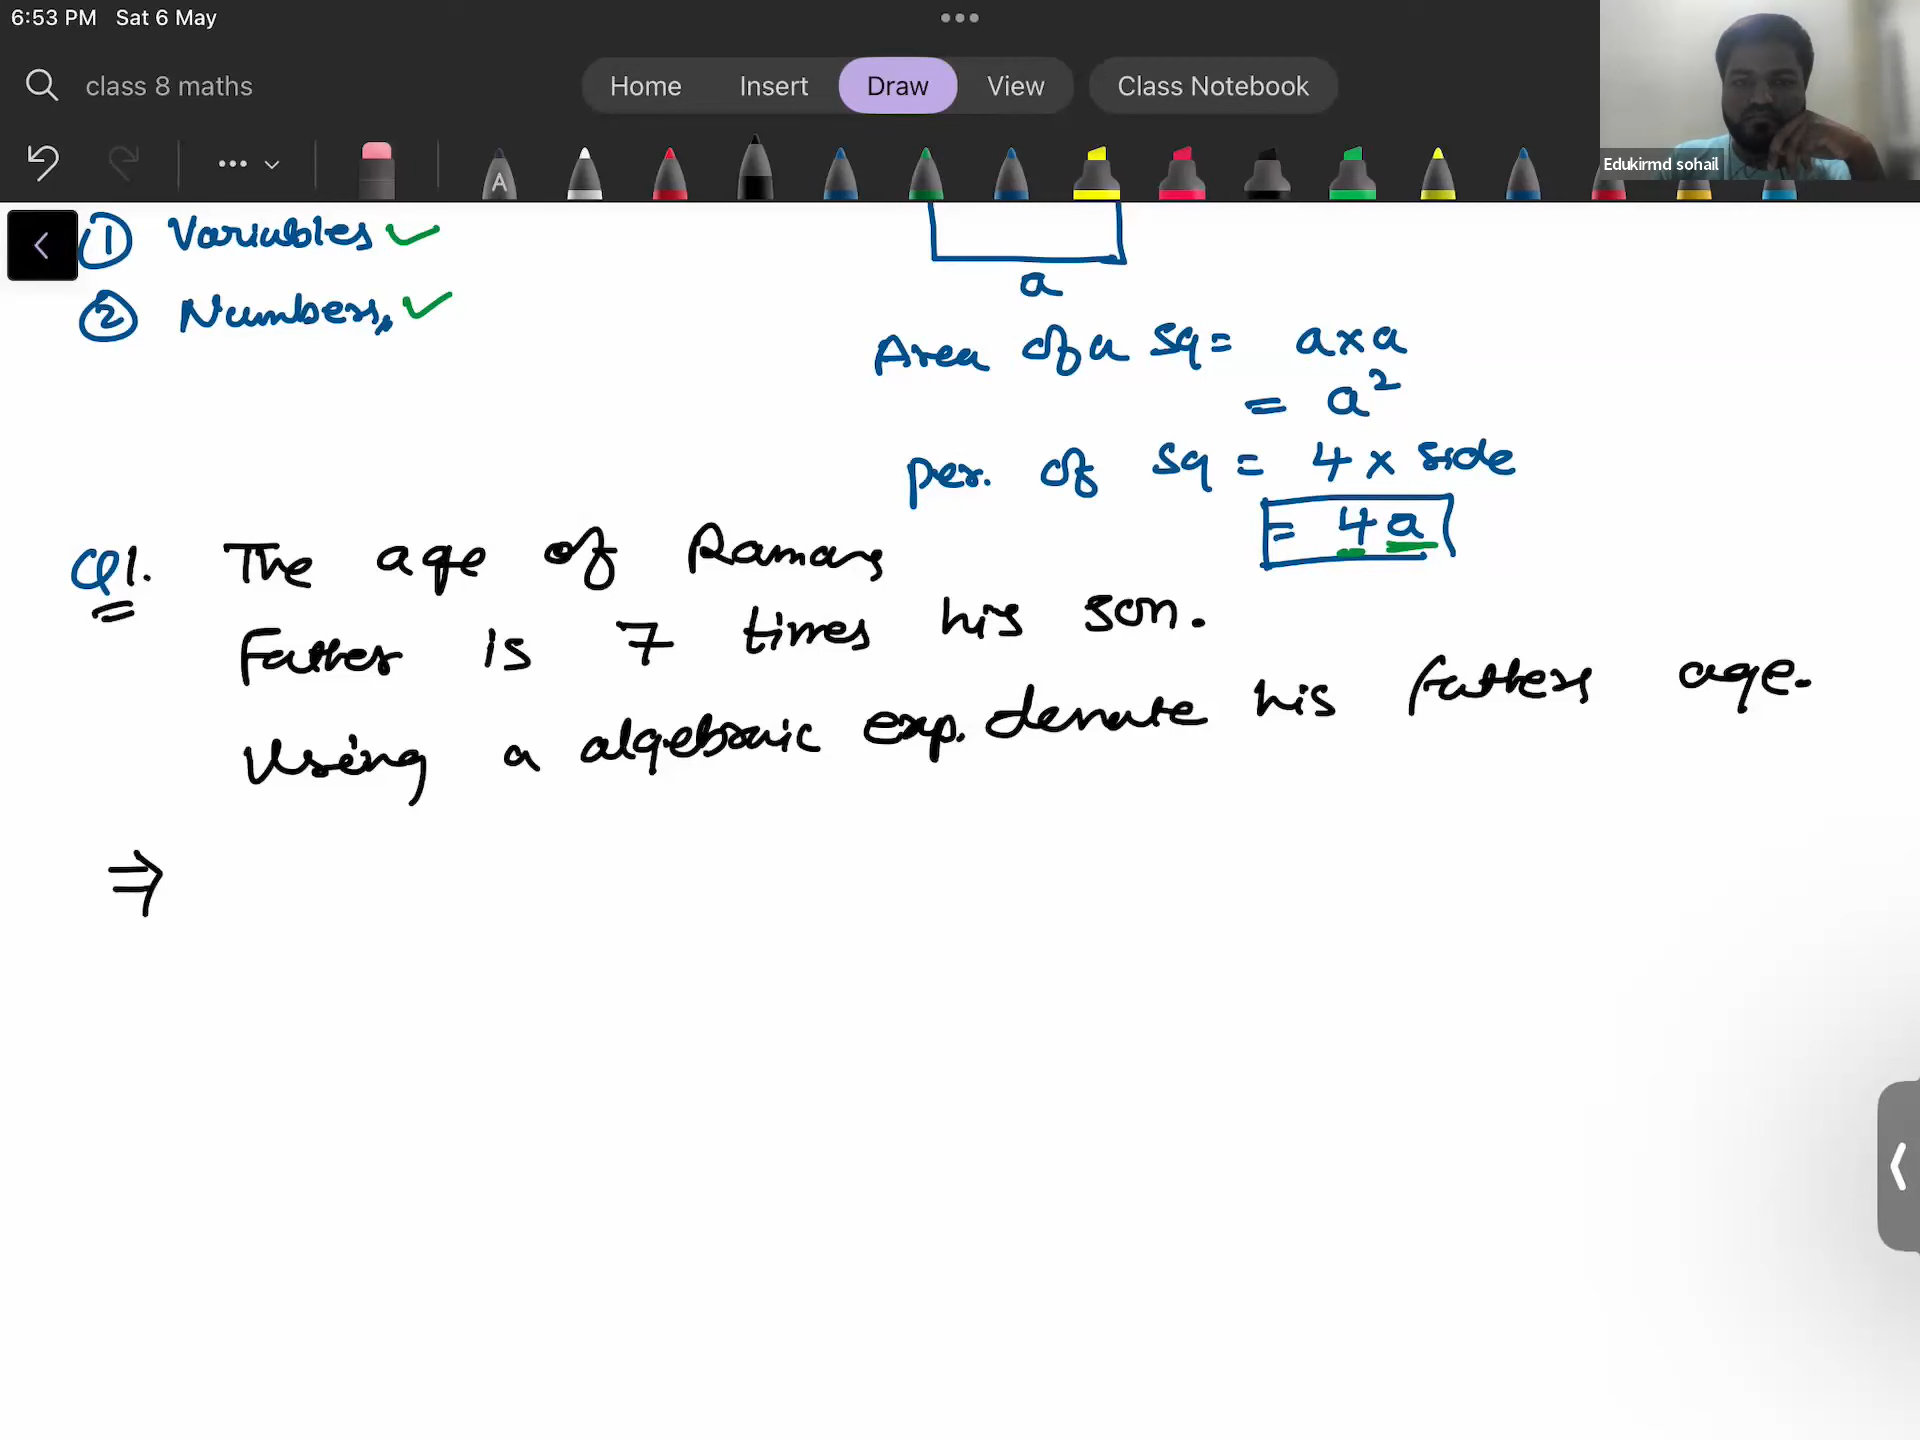 6:53 PM Sat 6 May
class 8 maths
Home Insert Draw View Class Notebook
A
Edukirmd sohail
① Variables ✓
② Numbers ✓
a
Area of a sq = a×a
= a²
per. of sq = 4 × side
= 4a
Q1. The age of Ramans
Father is 7 times his son.
Using a algebraic exp. denote his fathers age.
⇒